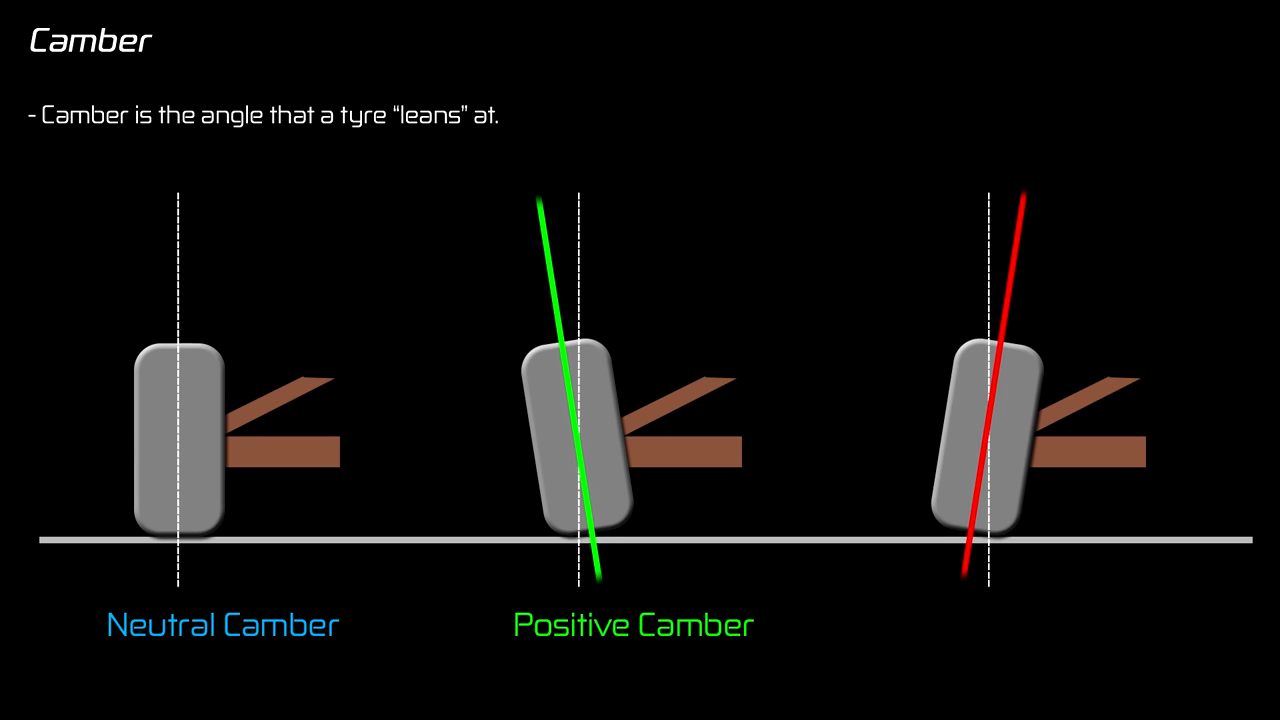 Camber
- Camber is the angle that a tyre “leans” at.
Neutral Camber
Positive Camber